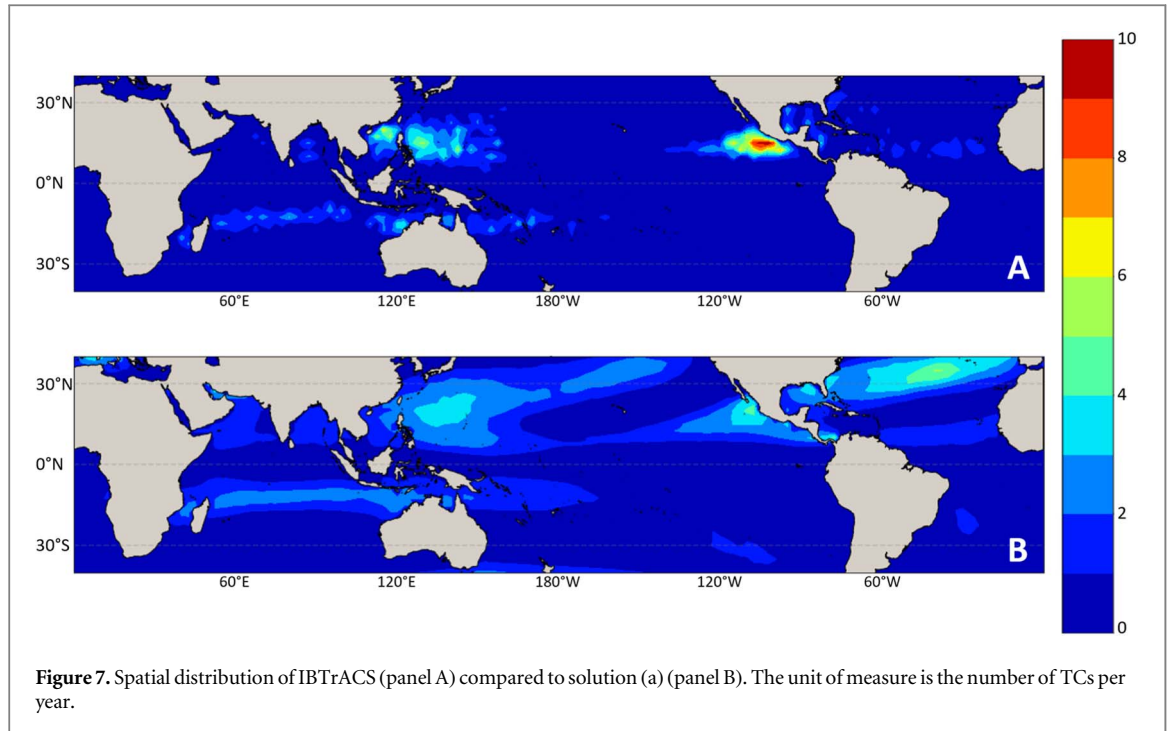 10
30°N
8
0°N
30°S
A
60°E 120°E 180°W 120°W 60°W
6
30°N
4
0°N
2
30°S
B
60°E 120°E 180°W 120°W 60°W
0
Figure 7. Spatial distribution of IBTrACS (panel A) compared to solution (a) (panel B). The unit of measure is the number of TCs per
year.